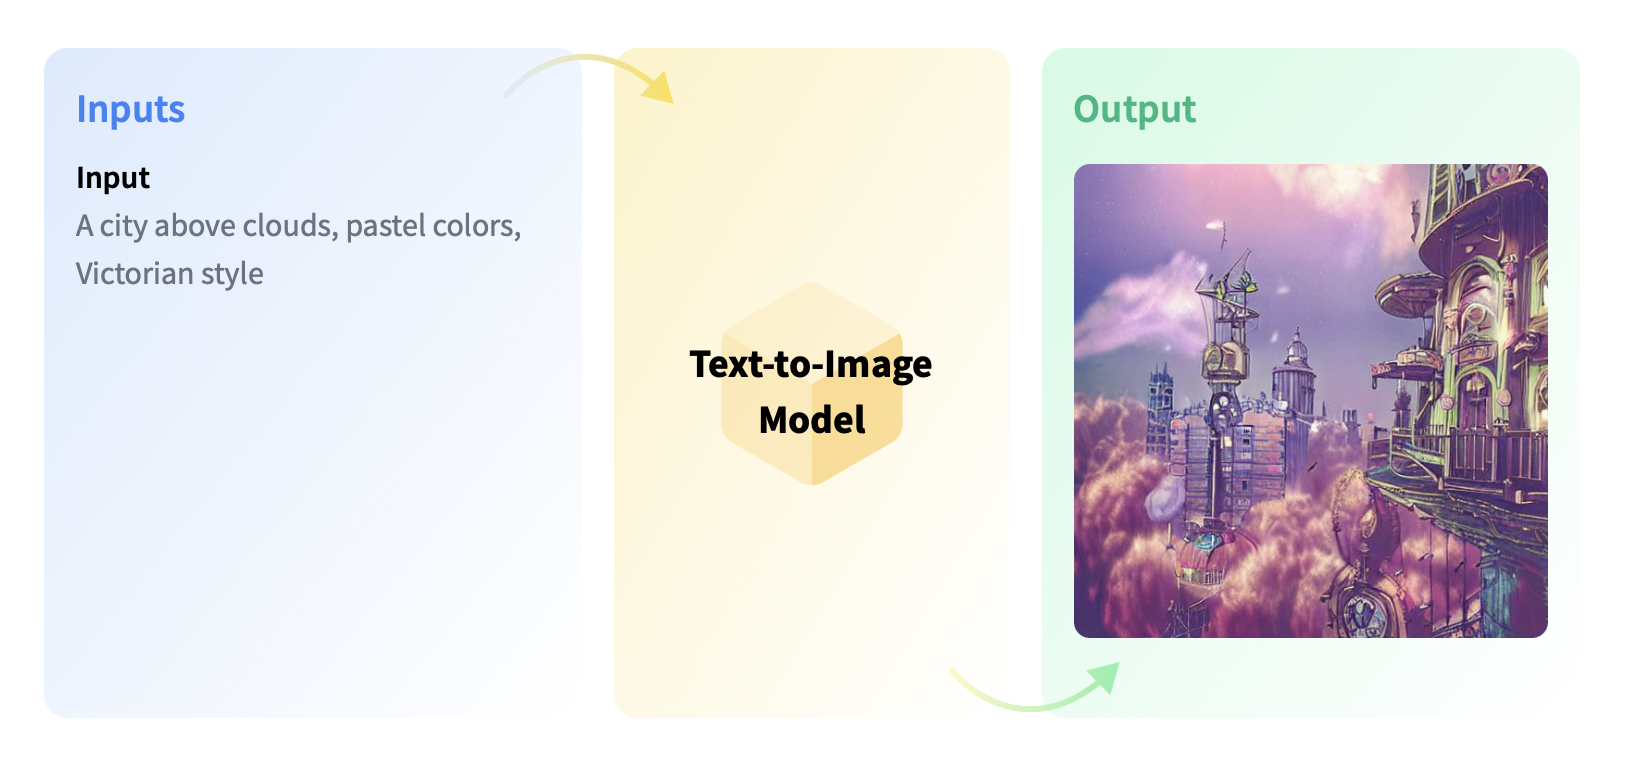 Inputs
Input
A city above clouds, pastel colors,
Victorian style
Text-to-Image
Model
Output